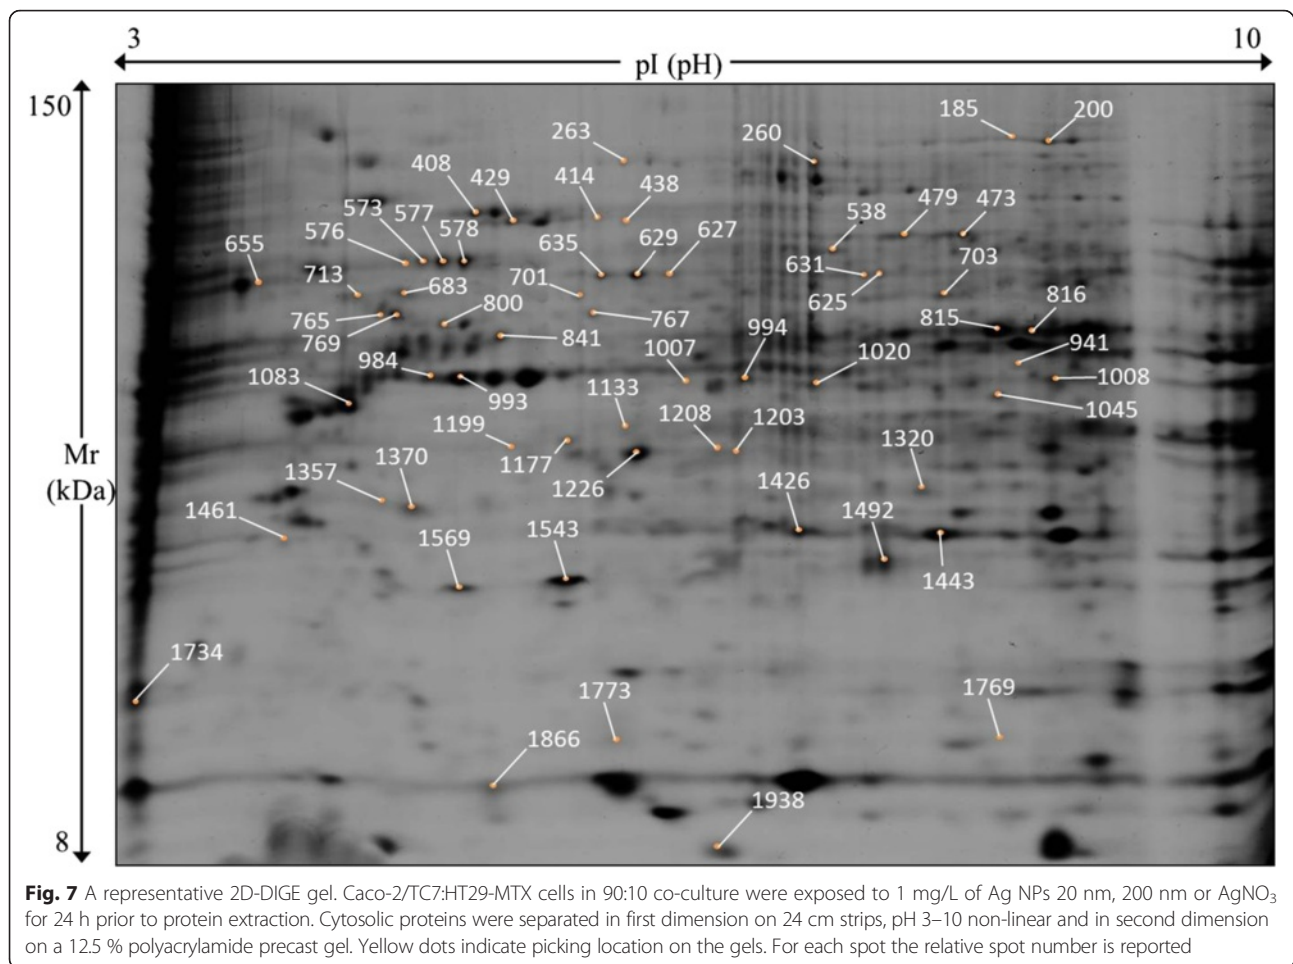 3 10
pI (pH)
150
185 200
263 260
408 429 414 438
573 577 578 538 479 473
576 635 629 627
655 631 703
713 683 701 625
765 800 815 816
769 841 767 994 941
984 1007 1020
1083 993 1133 1008
1045
1199 1208 1203
Mr
(kDa)
1177 1320
1357 1370 1226 1426
1461 1492
1569 1543
1443
1734
1773 1769
1866
1938
8
Fig. 7 A representative 2D-DIGE gel. Caco-2/TC7:HT29-MTX cells in 90:10 co-culture were exposed to 1 mg/L of Ag NPs 20 nm, 200 nm or AgNO₃
for 24 h prior to protein extraction. Cytosolic proteins were separated in first dimension on 24 cm strips, pH 3–10 non-linear and in second dimension
on a 12.5 % polyacrylamide precast gel. Yellow dots indicate picking location on the gels. For each spot the relative spot number is reported